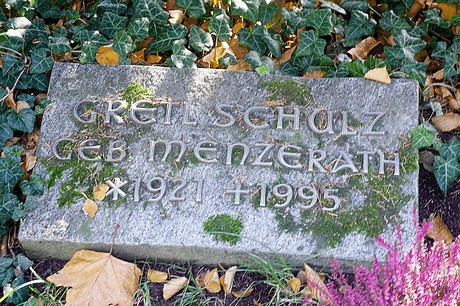 GRETL SCHULZ
GEB. MENZERATH
*1921 +1995